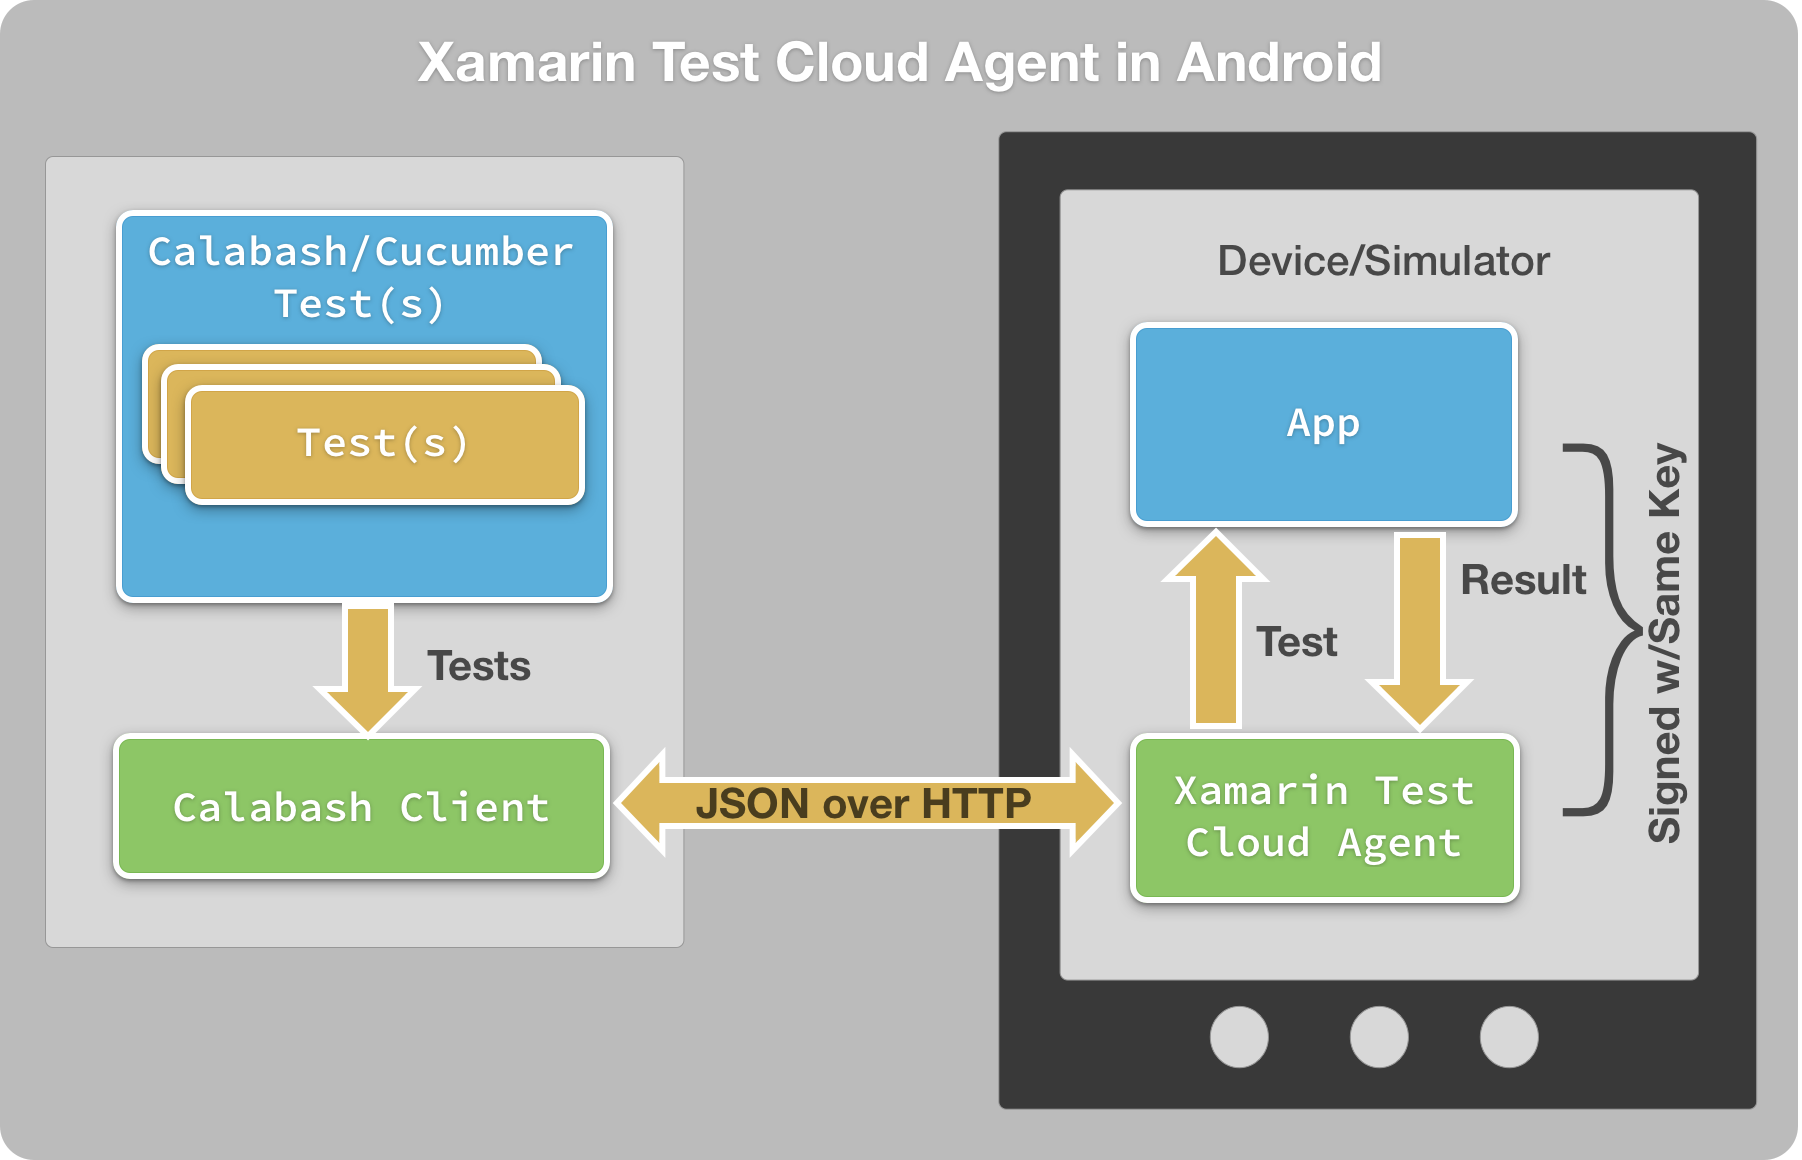 Xamarin Test Cloud Agent in Android
Calabash/Cucumber
Test(s)
Test(s)
Tests
Calabash Client
JSON over HTTP
Device/Simulator
App
Test
Result
Xamarin Test
Cloud Agent
Signed w/Same Key